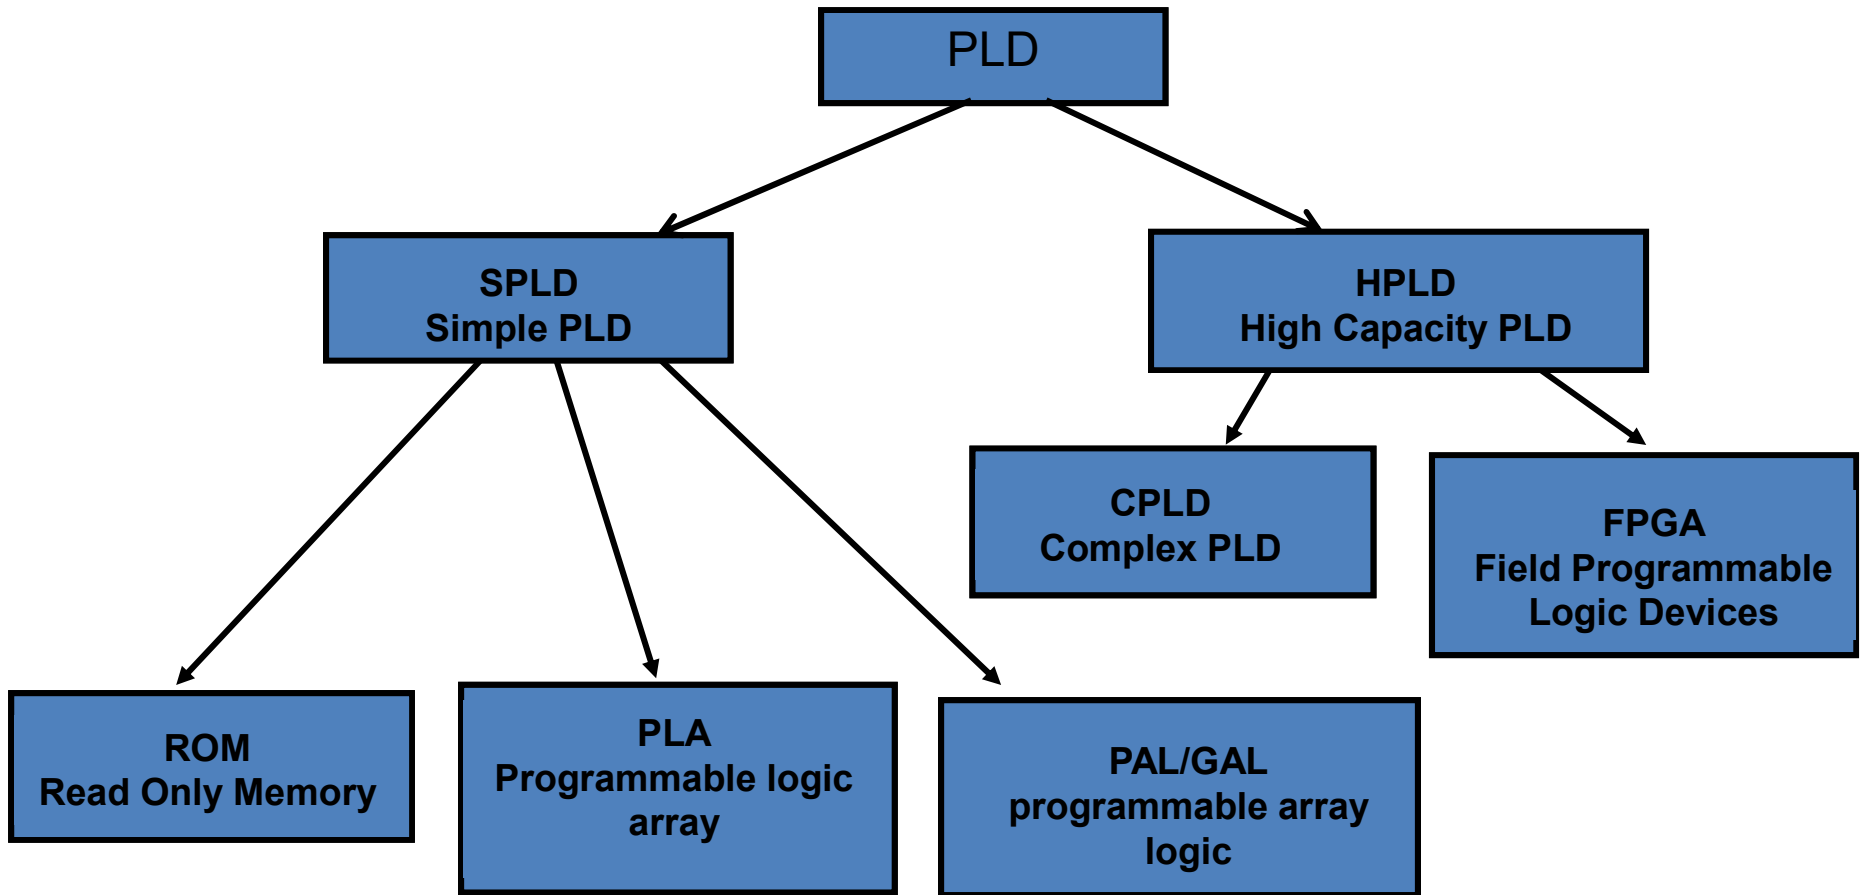 PLD
SPLD
Simple PLD
HPLD
High Capacity PLD
CPLD
Complex PLD
FPGA
Field Programmable
Logic Devices
ROM
Read Only Memory
PLA
Programmable logic
array
PAL/GAL
programmable array
logic